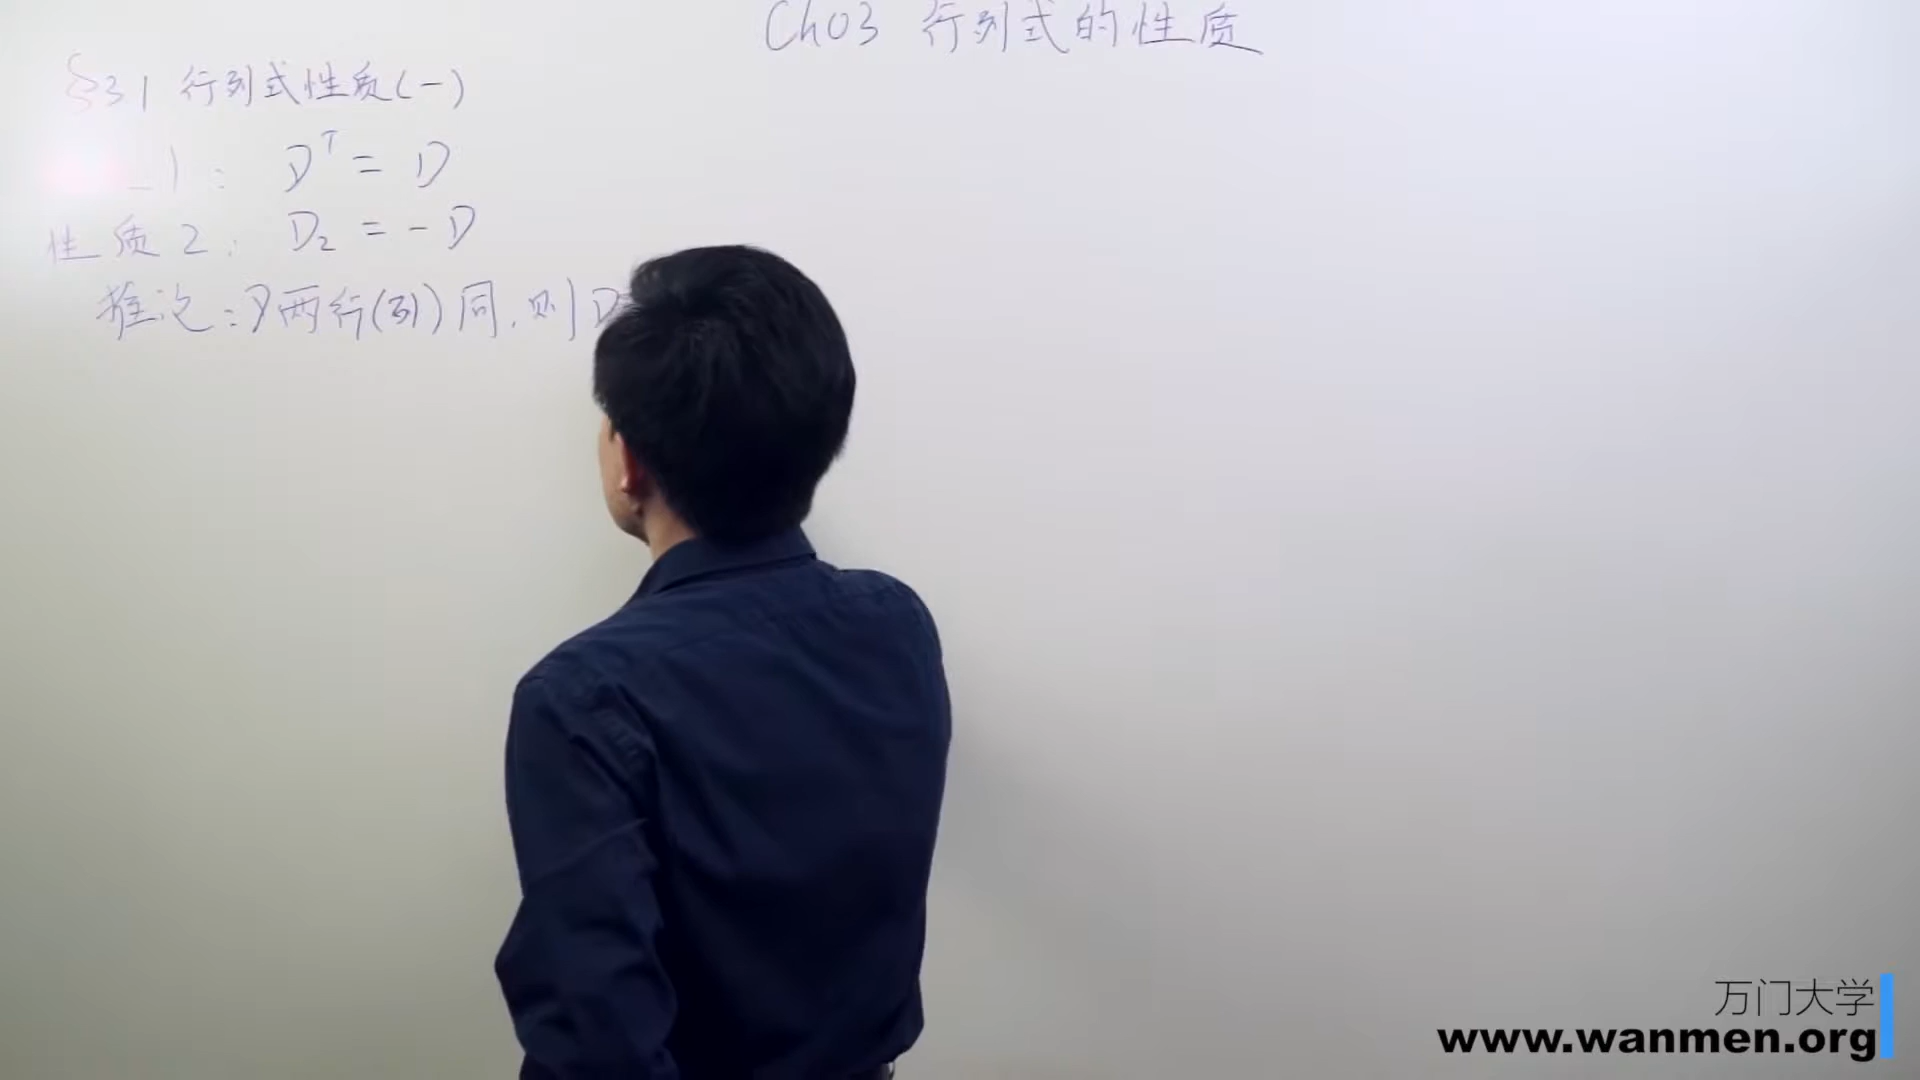 Ch03 行列式的性质
§3.1 行列式性质(一)
1: Dᵀ = D
性质2: D₂ = -D
推论:D两行(列)同,则D
万门大学
www.wanmen.org